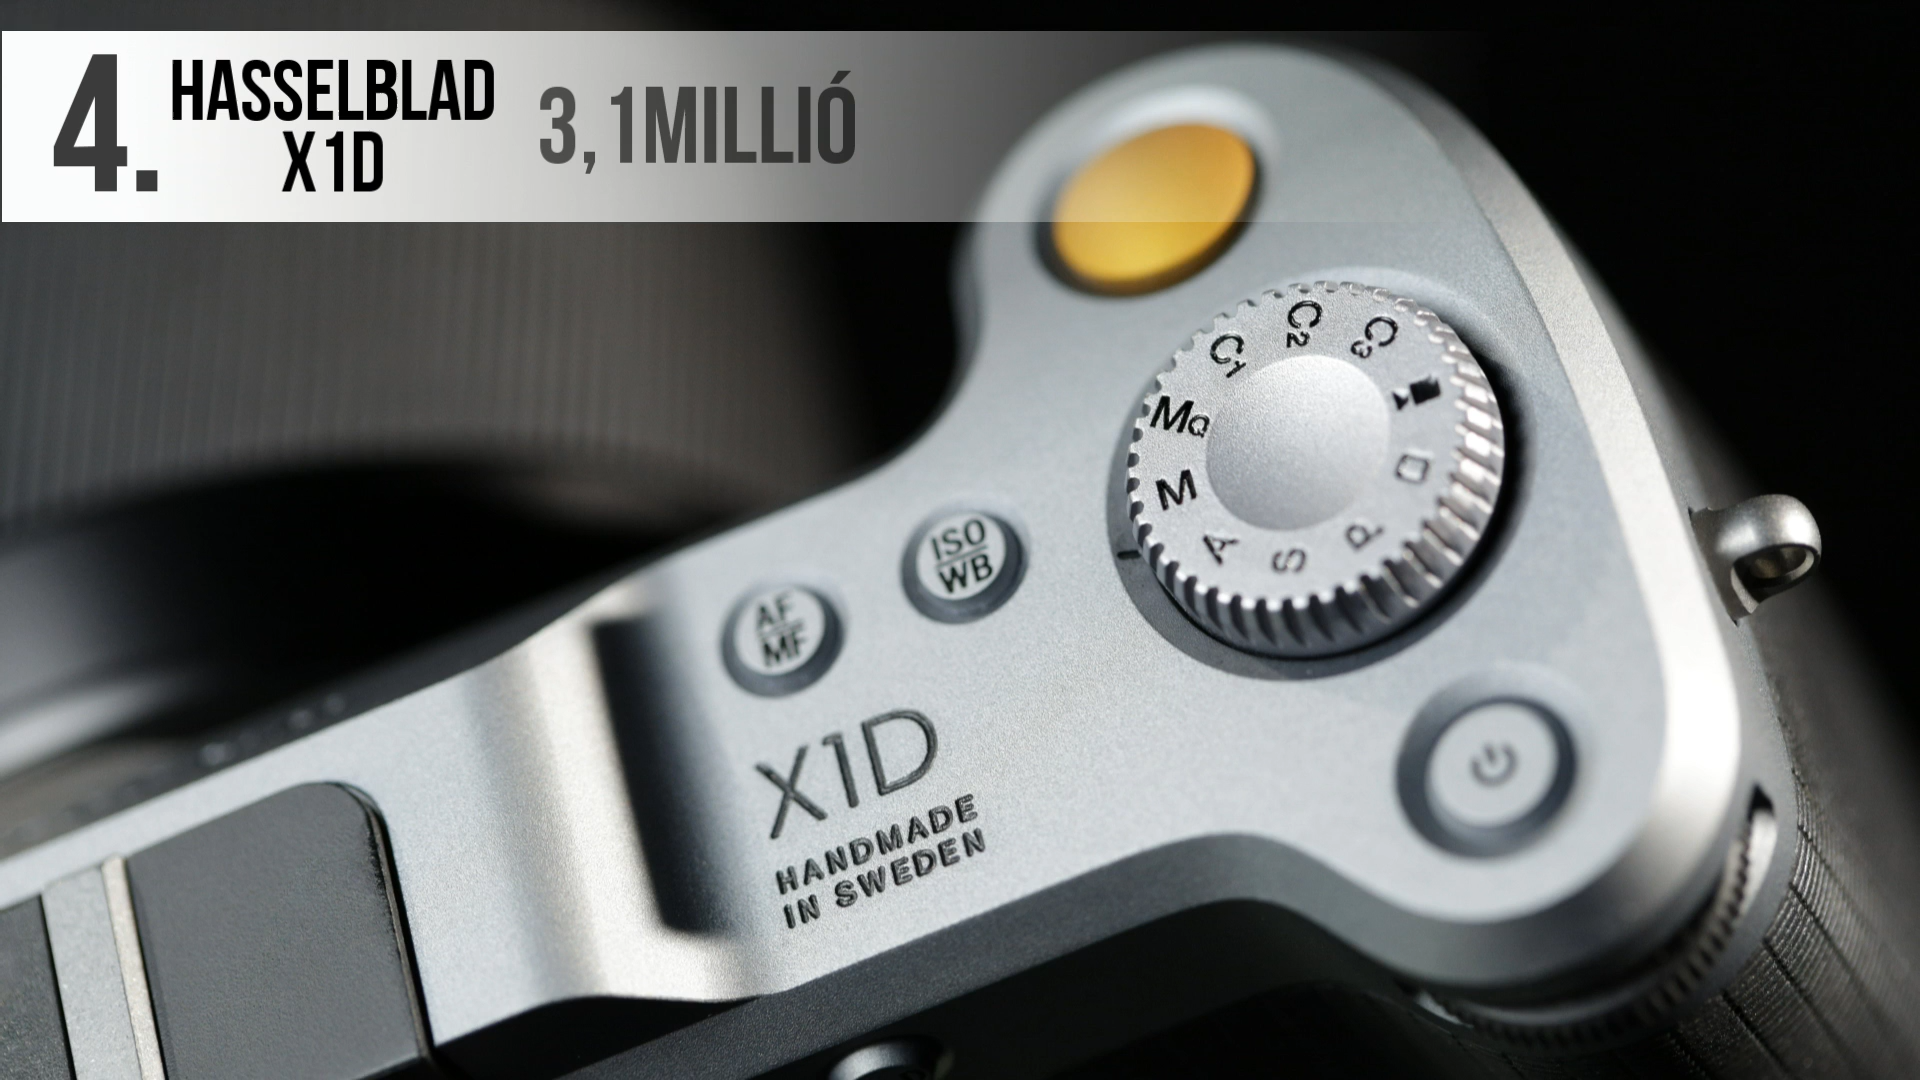 4.
HASSELBLAD
X1D
3,1MILLIÓ
C1
C2
C3
MQ
M
A
S
P
ISO
WB
AF
MF
X1D
HANDMADE
IN SWEDEN